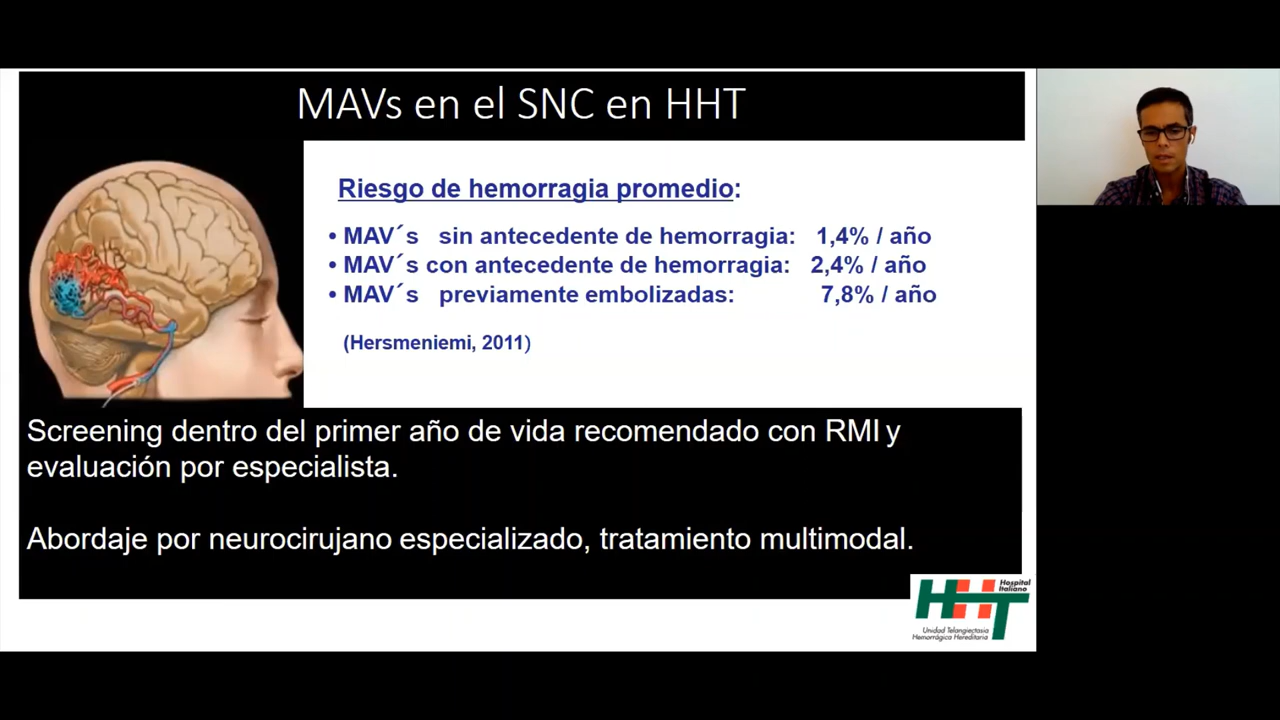 MAVs en el SNC en HHT
Riesgo de hemorragia promedio:
• MAV´s sin antecedente de hemorragia: 1,4% / año
• MAV´s con antecedente de hemorragia: 2,4% / año
• MAV´s previamente embolizadas: 7,8% / año
(Hersmeniemi, 2011)
Screening dentro del primer año de vida recomendado con RMI y
evaluación por especialista.
Abordaje por neurocirujano especializado, tratamiento multimodal.
HHT
Hospital
Italiano
Unidad Telangiectasia
Hemorrágica Hereditaria